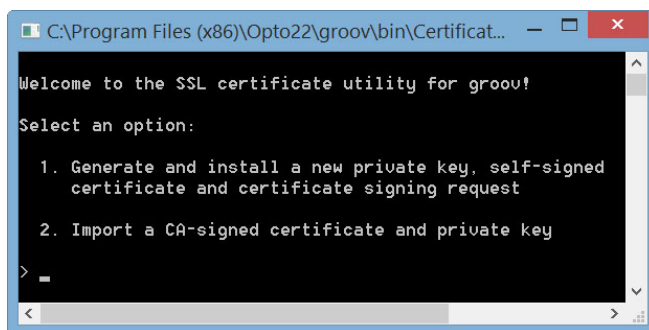 C:\Program Files (x86)\Opto22\groov\bin\Certificat...
Welcome to the SSL certificate utility for groov!
Select an option:
1. Generate and install a new private key, self-signed
certificate and certificate signing request
2. Import a CA-signed certificate and private key
> _